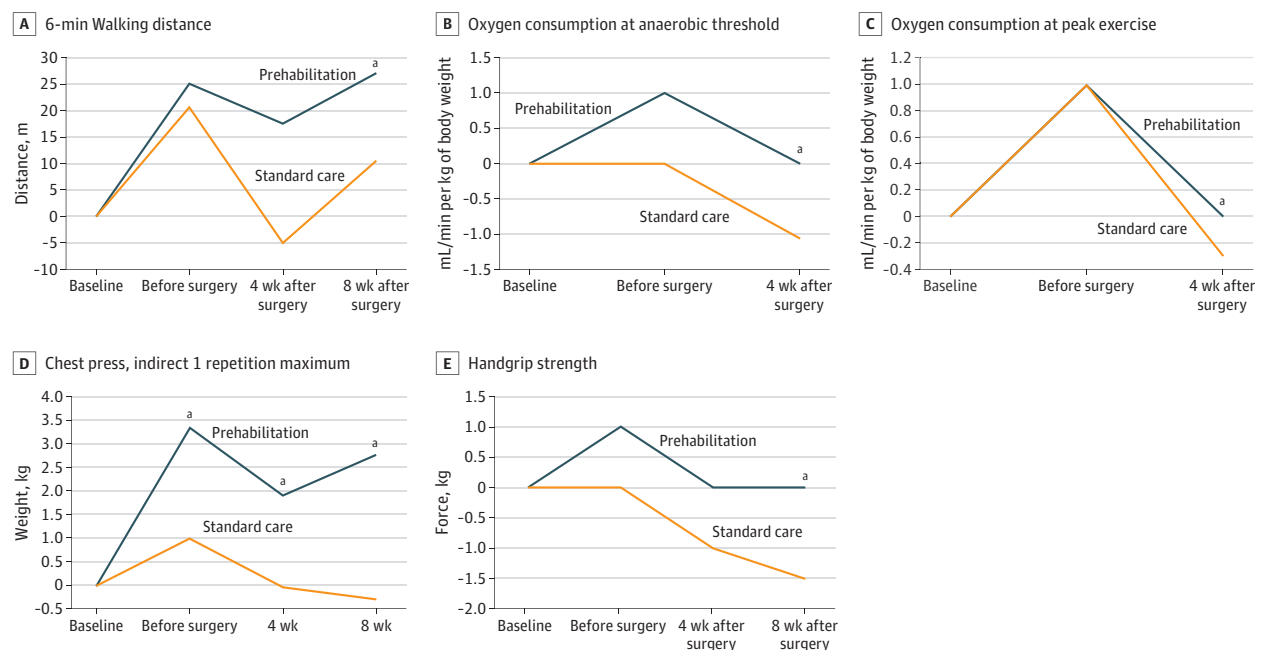 A 6-min Walking distance
30
25
20
15
10
5
0
-5
-10
Distance, m
a
Prehabilitation
Standard care
Baseline
Before surgery
4 wk after
surgery
8 wk after
surgery
B Oxygen consumption at anaerobic threshold
1.5
1.0
0.5
0
-0.5
-1.0
-1.5
mL/min per kg of body weight
Prehabilitation
a
Standard care
Baseline
Before surgery
4 wk after
surgery
C Oxygen consumption at peak exercise
1.2
1.0
0.8
0.6
0.4
0.2
0
-0.2
-0.4
mL/min per kg of body weight
Prehabilitation
a
Standard care
Baseline
Before surgery
4 wk after
surgery
D Chest press, indirect 1 repetition maximum
4.0
3.5
3.0
2.5
2.0
1.5
1.0
0.5
0
-0.5
Weight, kg
a
Prehabilitation
a
a
Standard care
Baseline
Before surgery
4 wk
8 wk
E Handgrip strength
1.5
1.0
0.5
0
-0.5
-1.0
-1.5
-2.0
Force, kg
Prehabilitation
a
Standard care
Baseline
Before surgery
4 wk after
surgery
8 wk after
surgery